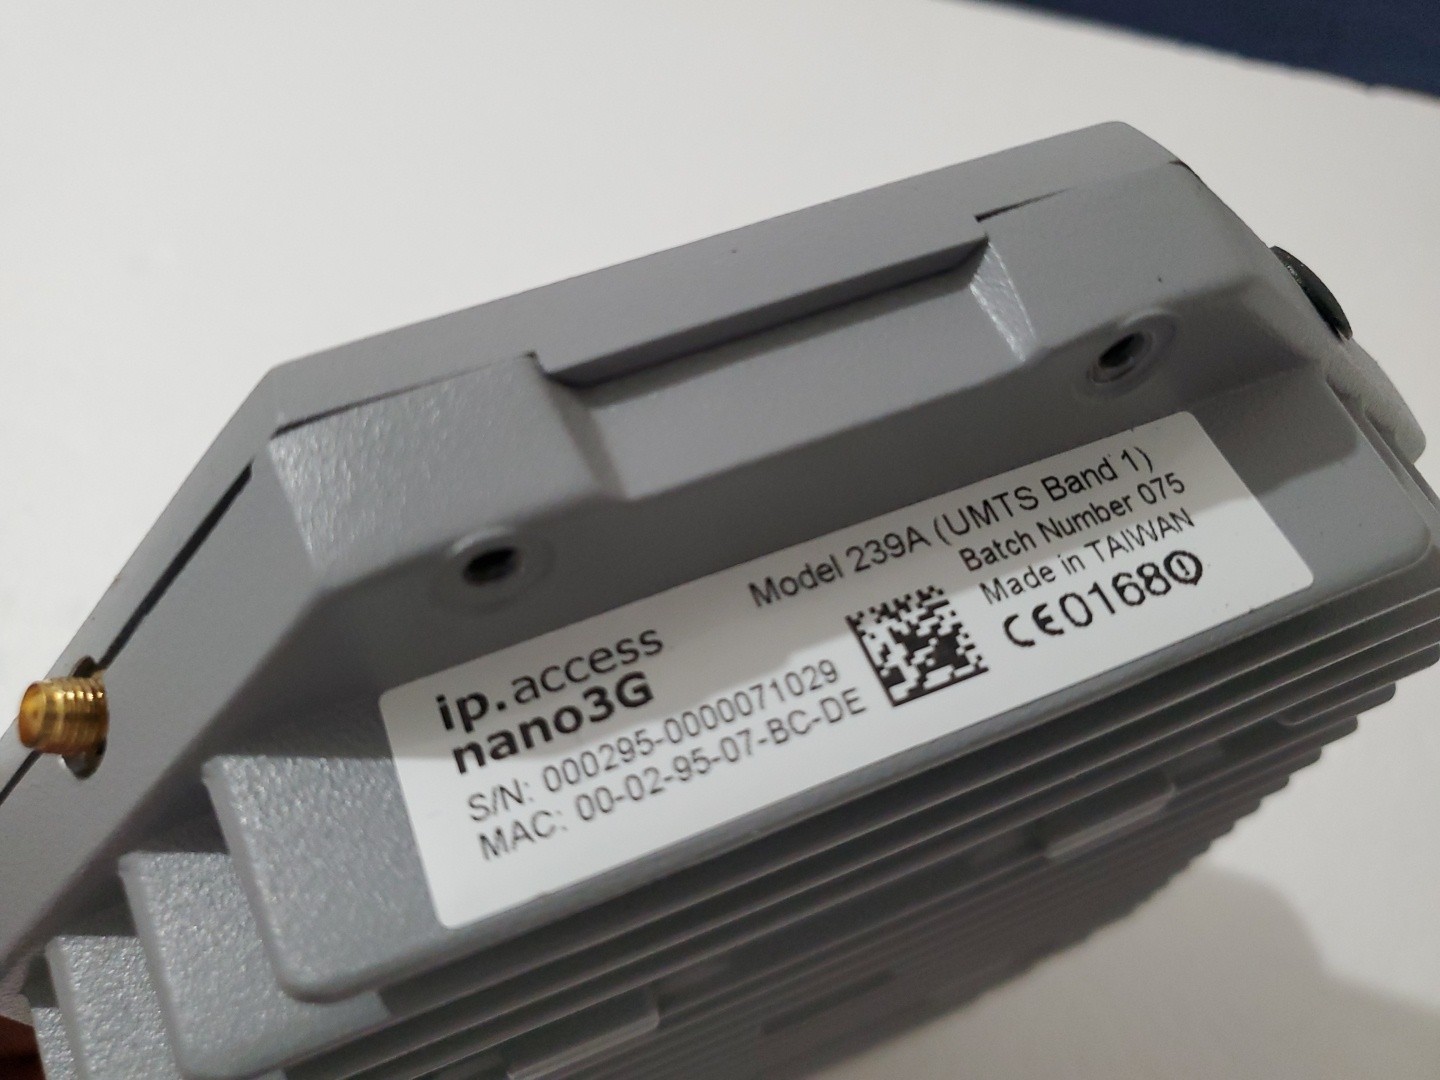 ip.access
nano3G
S/N: 000295-0000071029
MAC: 00-02-95-07-BC-DE
Model 239A (UMTS Band 1)
Batch Number 075
Made in TAIWAN
CE0168